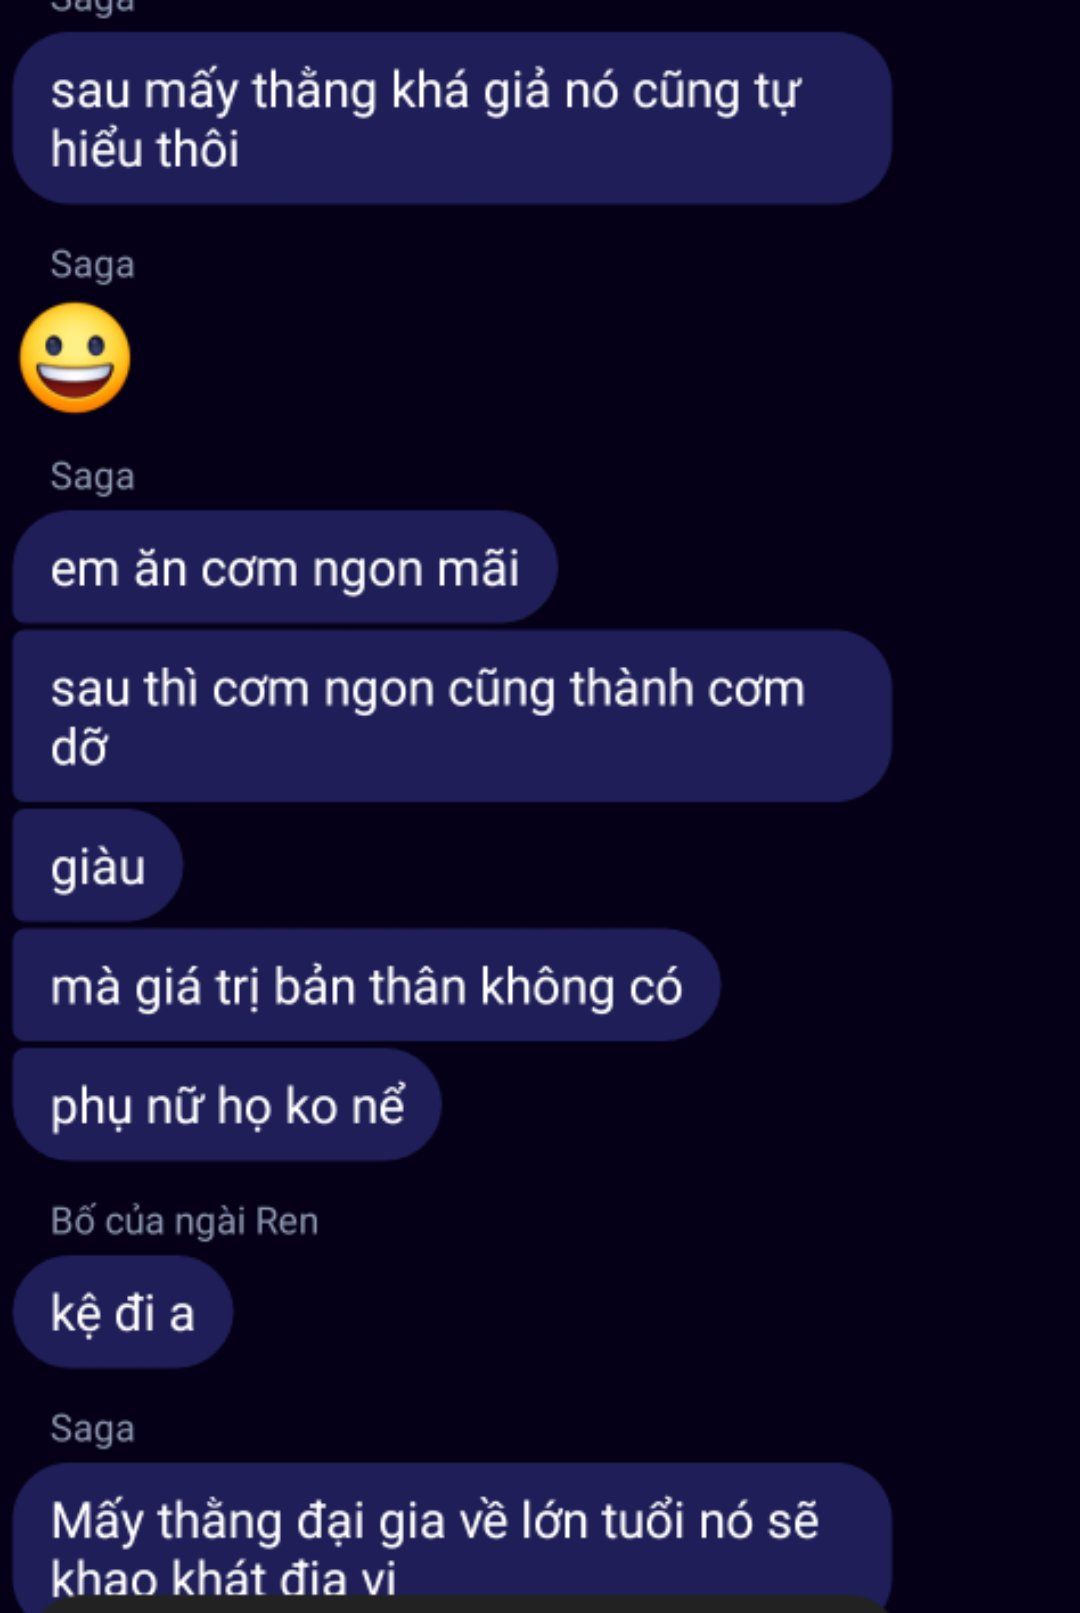 Saga
sau mấy thằng khá giả nó cũng tự
hiểu thôi
Saga
Saga
em ăn cơm ngon mãi
sau thì cơm ngon cũng thành cơm
dỡ
giàu
mà giá trị bản thân không có
phụ nữ họ ko nể
Bố của ngài Ren
kệ đi a
Saga
Mấy thằng đại gia về lớn tuổi nó sẽ
khao khát địa vị